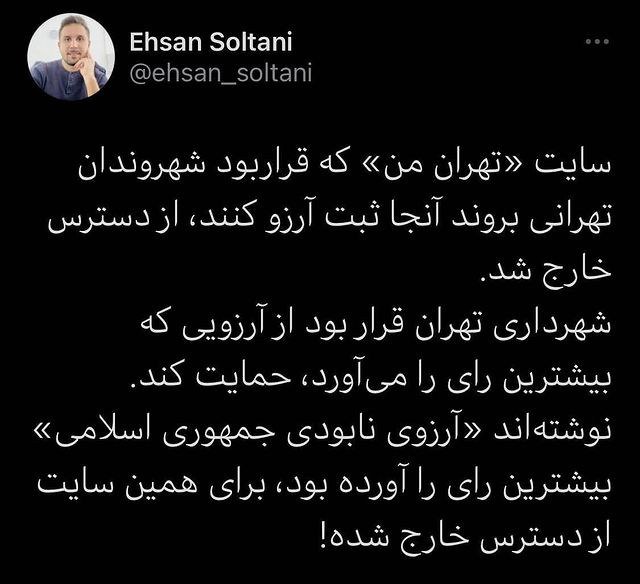 Ehsan Soltani
@ehsan_soltani
سایت «تهران من» که قراربود شهروندان
تهرانی بروند آنجا ثبت آرزو کنند، از دسترس
خارج شد.
شهرداری تهران قرار بود از آرزویی که
بیشترین رای را می‌آورد، حمایت کند.
نوشته‌اند «آرزوی نابودی جمهوری اسلامی»
بیشترین رای را آورده بود، برای همین سایت
از دسترس خارج شده!